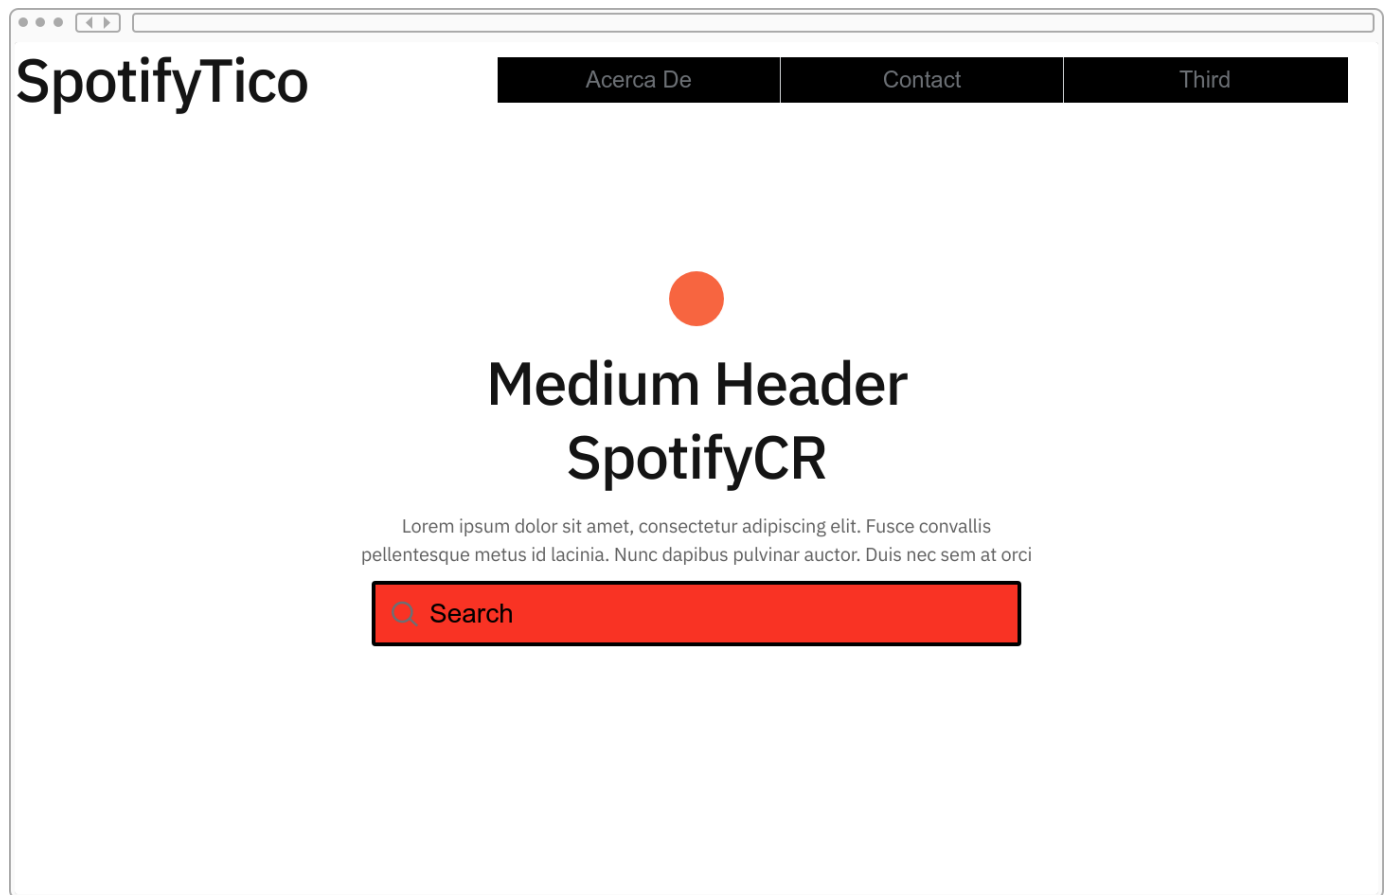 SpotifyTico
Acerca De
Contact
Third
Medium Header
SpotifyCR
Lorem ipsum dolor sit amet, consectetur adipiscing elit. Fusce convallis
pellentesque metus id lacinia. Nunc dapibus pulvinar auctor. Duis nec sem at orci
Search